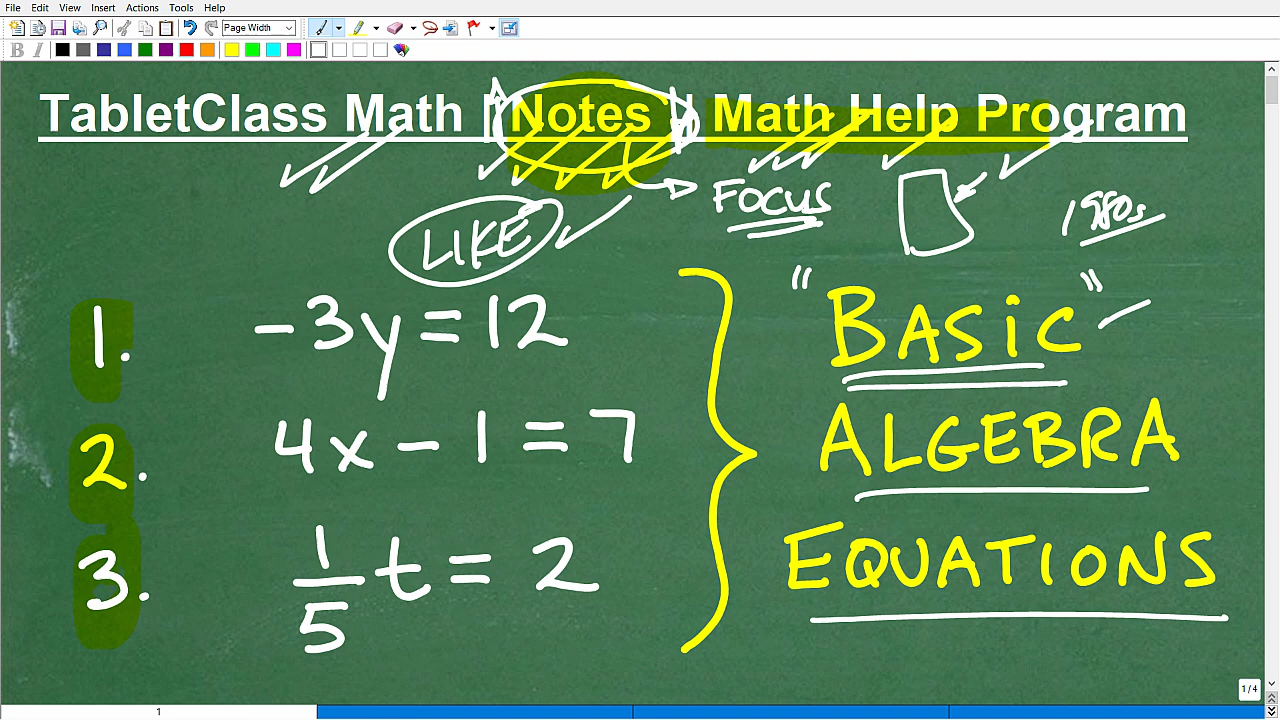 File Edit View Insert Actions Tools Help
Page Width
B I
TabletClass Math | Notes | Math Help Program
FOCUS
1980s
LIKE
1. -3y = 12
2. 4x - 1 = 7
3. 1/5 t = 2
"BASiC"
ALGEBRA
EQUATIONS
1/4
1